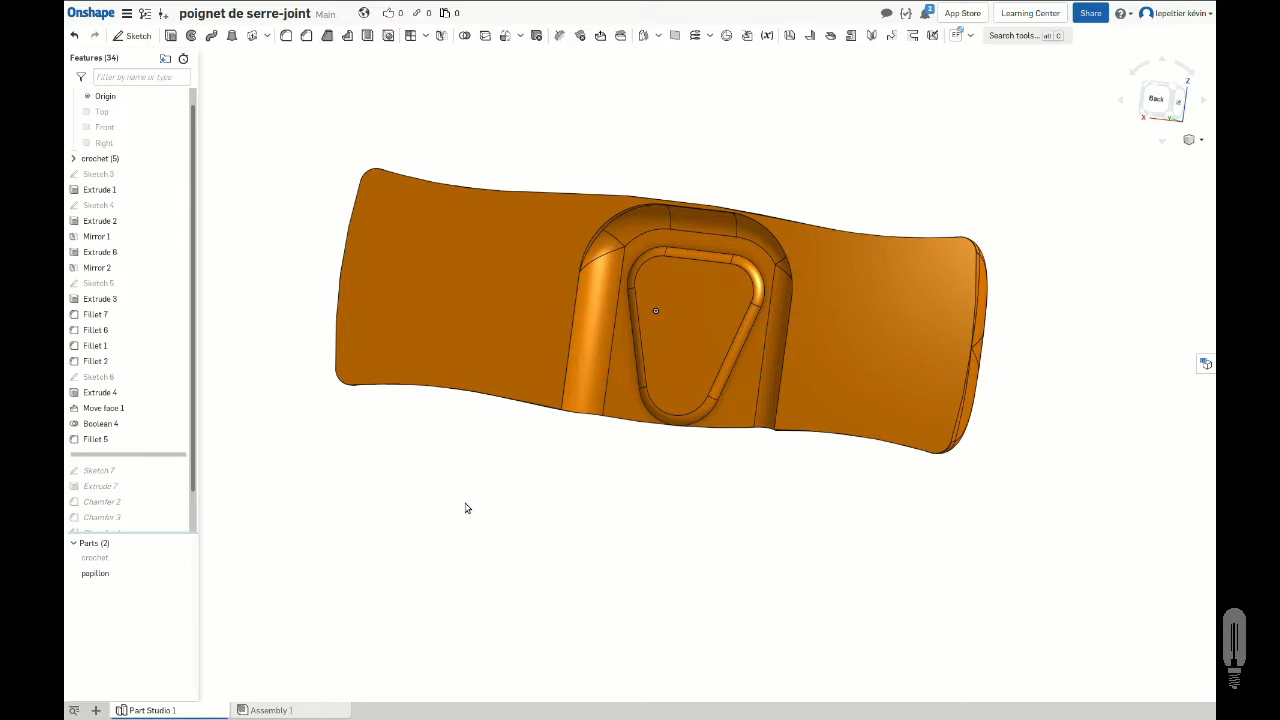 Onshape poignet de serre-joint Main 0 0 0 2 App Store Learning Center Share lepeltier kévin
Sketch Search tools... alt C
Features (34)
Filter by name or type
Origin
Top
Front
Right
crochet (5)
Sketch 3
Extrude 1
Sketch 4
Extrude 2
Mirror 1
Extrude 6
Mirror 2
Sketch 5
Extrude 3
Fillet 7
Fillet 6
Fillet 1
Fillet 2
Sketch 6
Extrude 4
Move face 1
Boolean 4
Fillet 5
Sketch 7
Extrude 7
Chamfer 2
Chamfer 3
Parts (2)
crochet
papillon
Back
Z
X
Part Studio 1 Assembly 1